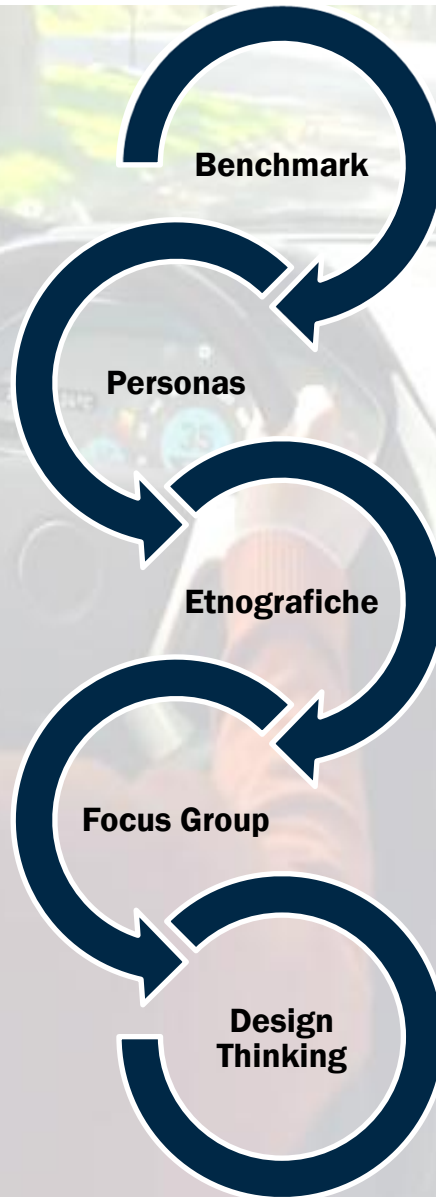 Benchmark
Personas
Etnografiche
Focus Group
Design
Thinking